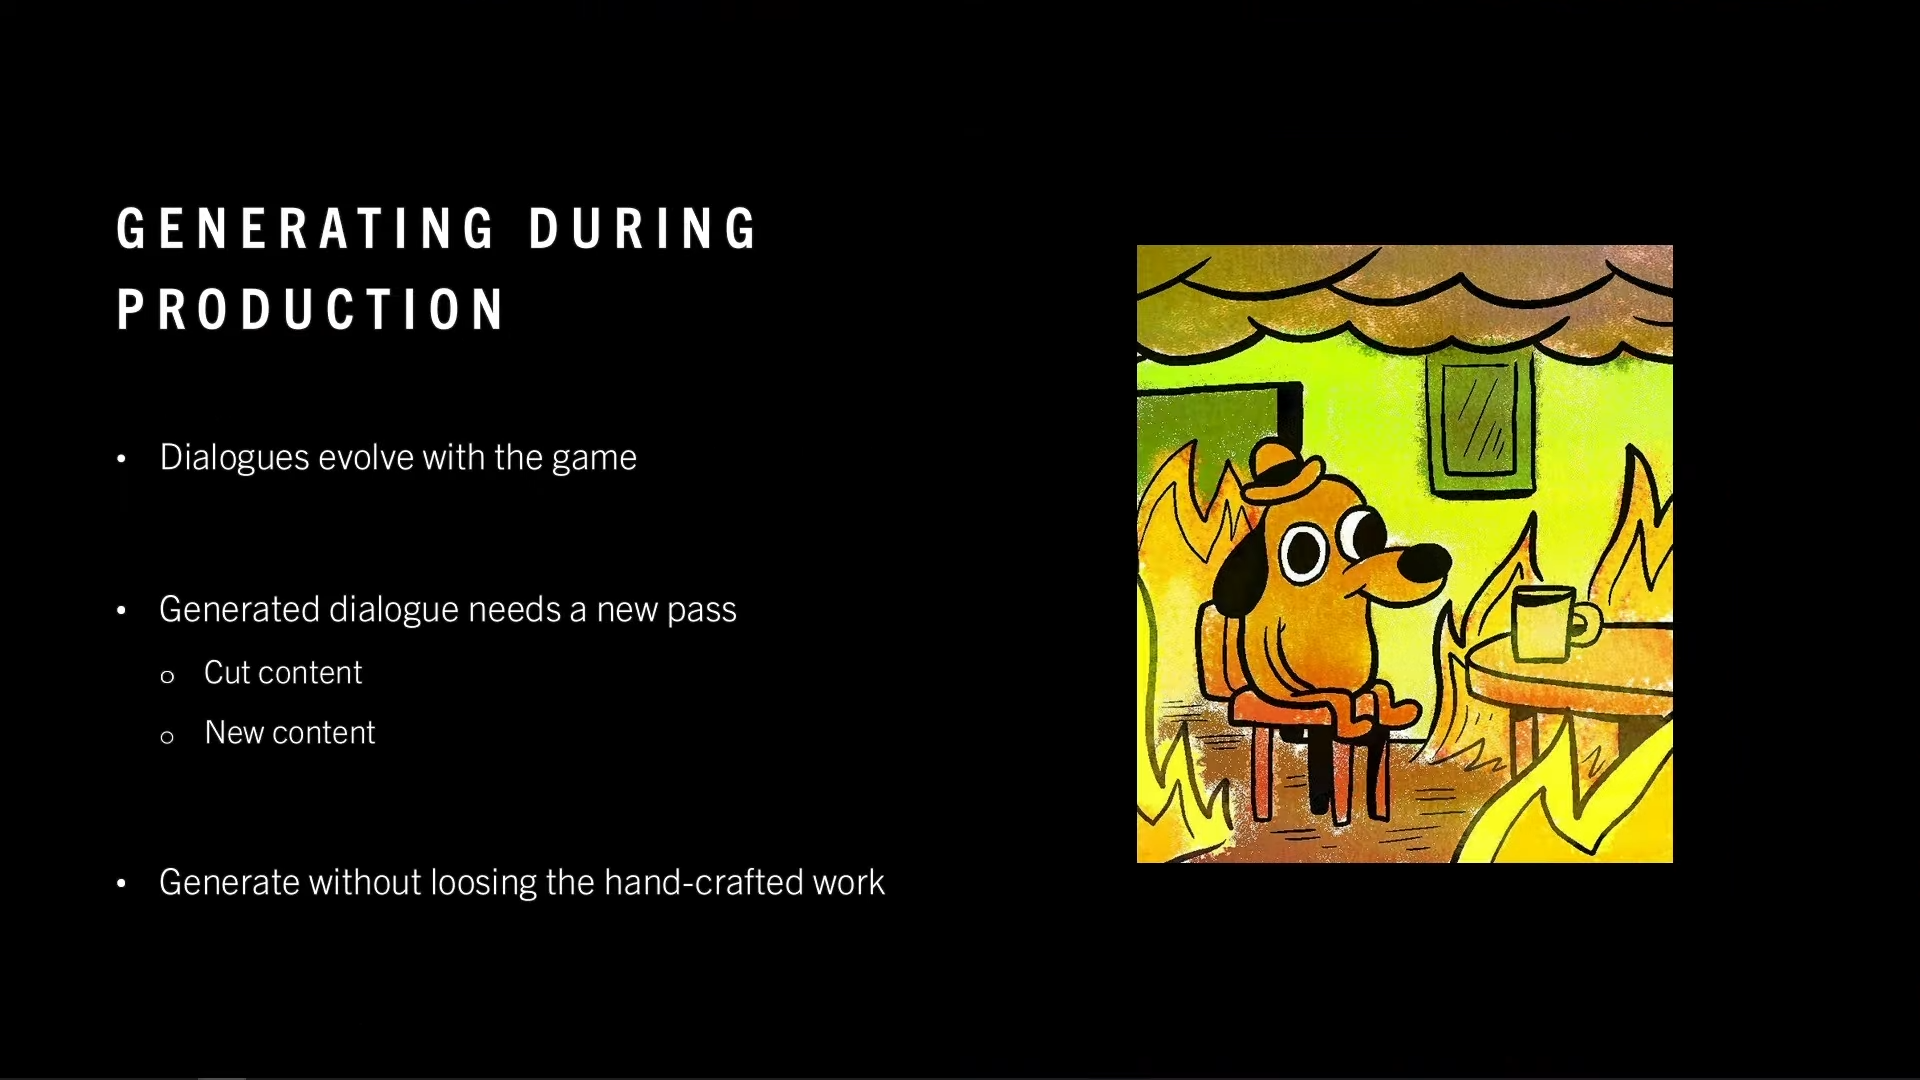 GENERATING DURING
PRODUCTION
• Dialogues evolve with the game
• Generated dialogue needs a new pass
o Cut content
o New content
• Generate without loosing the hand-crafted work